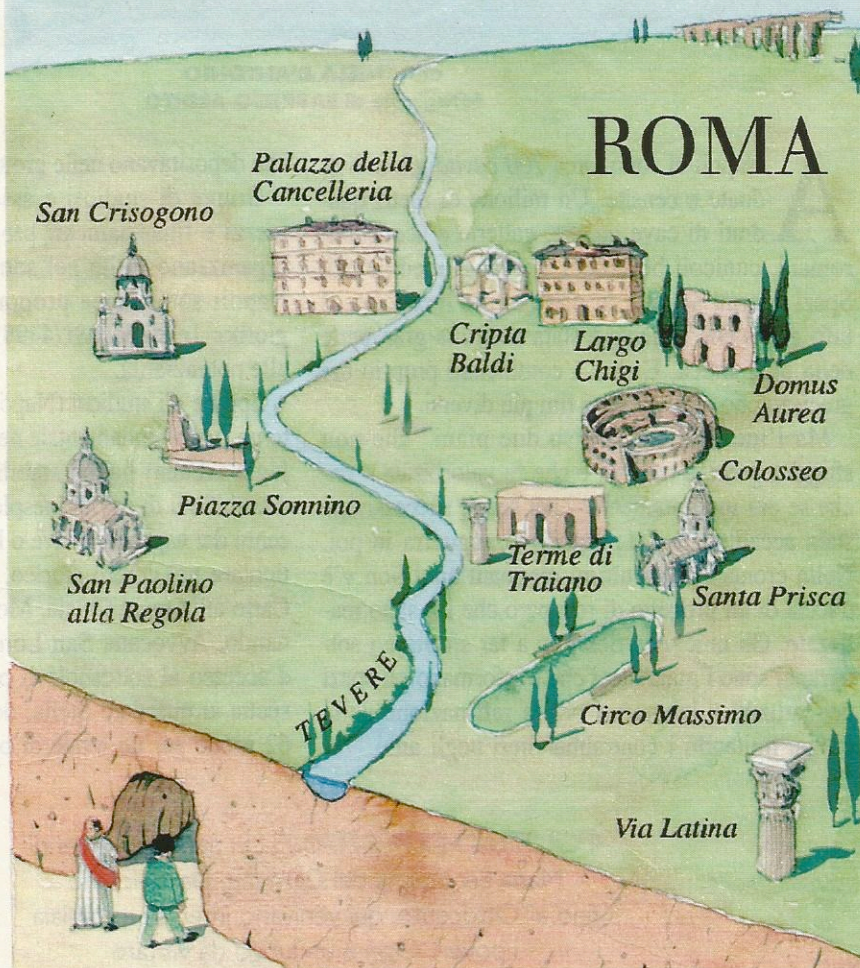 ROMA
Palazzo della
Cancelleria
San Crisogono
Cripta
Baldi
Largo
Chigi
Domus
Aurea
Colosseo
Piazza Sonnino
Terme di
Traiano
San Paolino
alla Regola
Santa Prisca
TEVERE
Circo Massimo
Via Latina